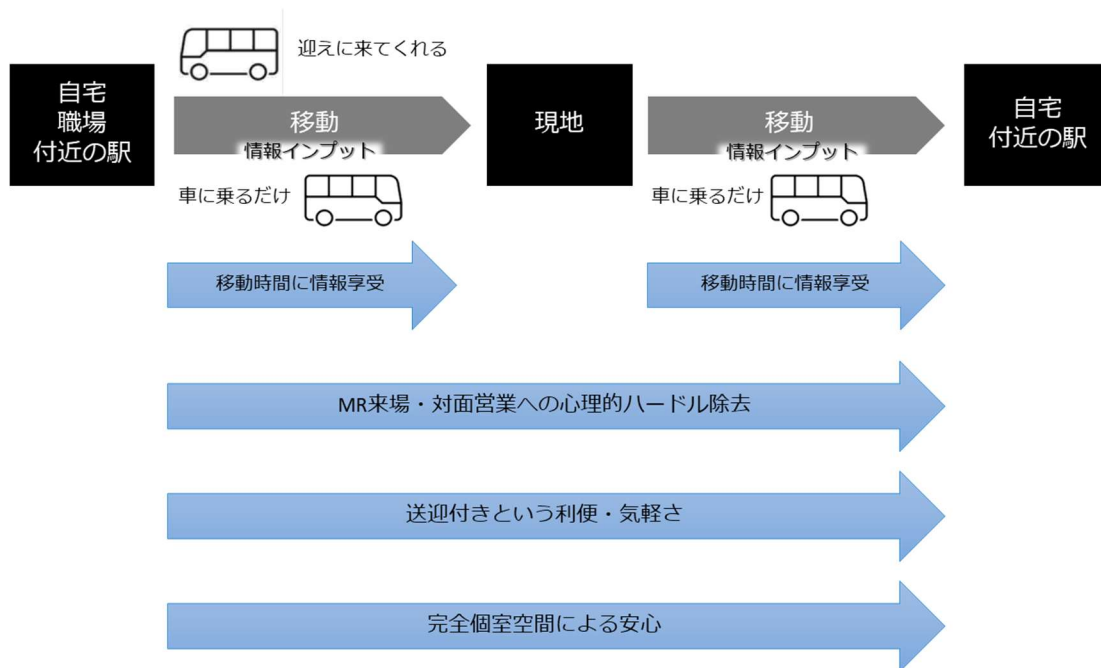 迎えに来てくれる
自宅
職場
付近の駅
移動
情報インプット
現地
移動
情報インプット
自宅
付近の駅
車に乗るだけ
車に乗るだけ
移動時間に情報享受
移動時間に情報享受
MR来場・対面営業への心理的ハードル除去
送迎付きという利便・気軽さ
完全個室空間による安心